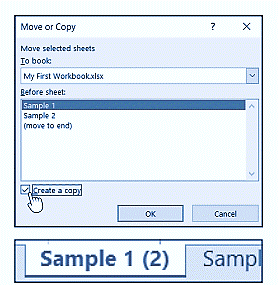 Move or Copy ? ×
Move selected sheets
To book:
My First Workbook.xlsx
Before sheet:
Sample 1
Sample 2
(move to end)
Create a copy
OK Cancel
Sample 1 (2) Sampl